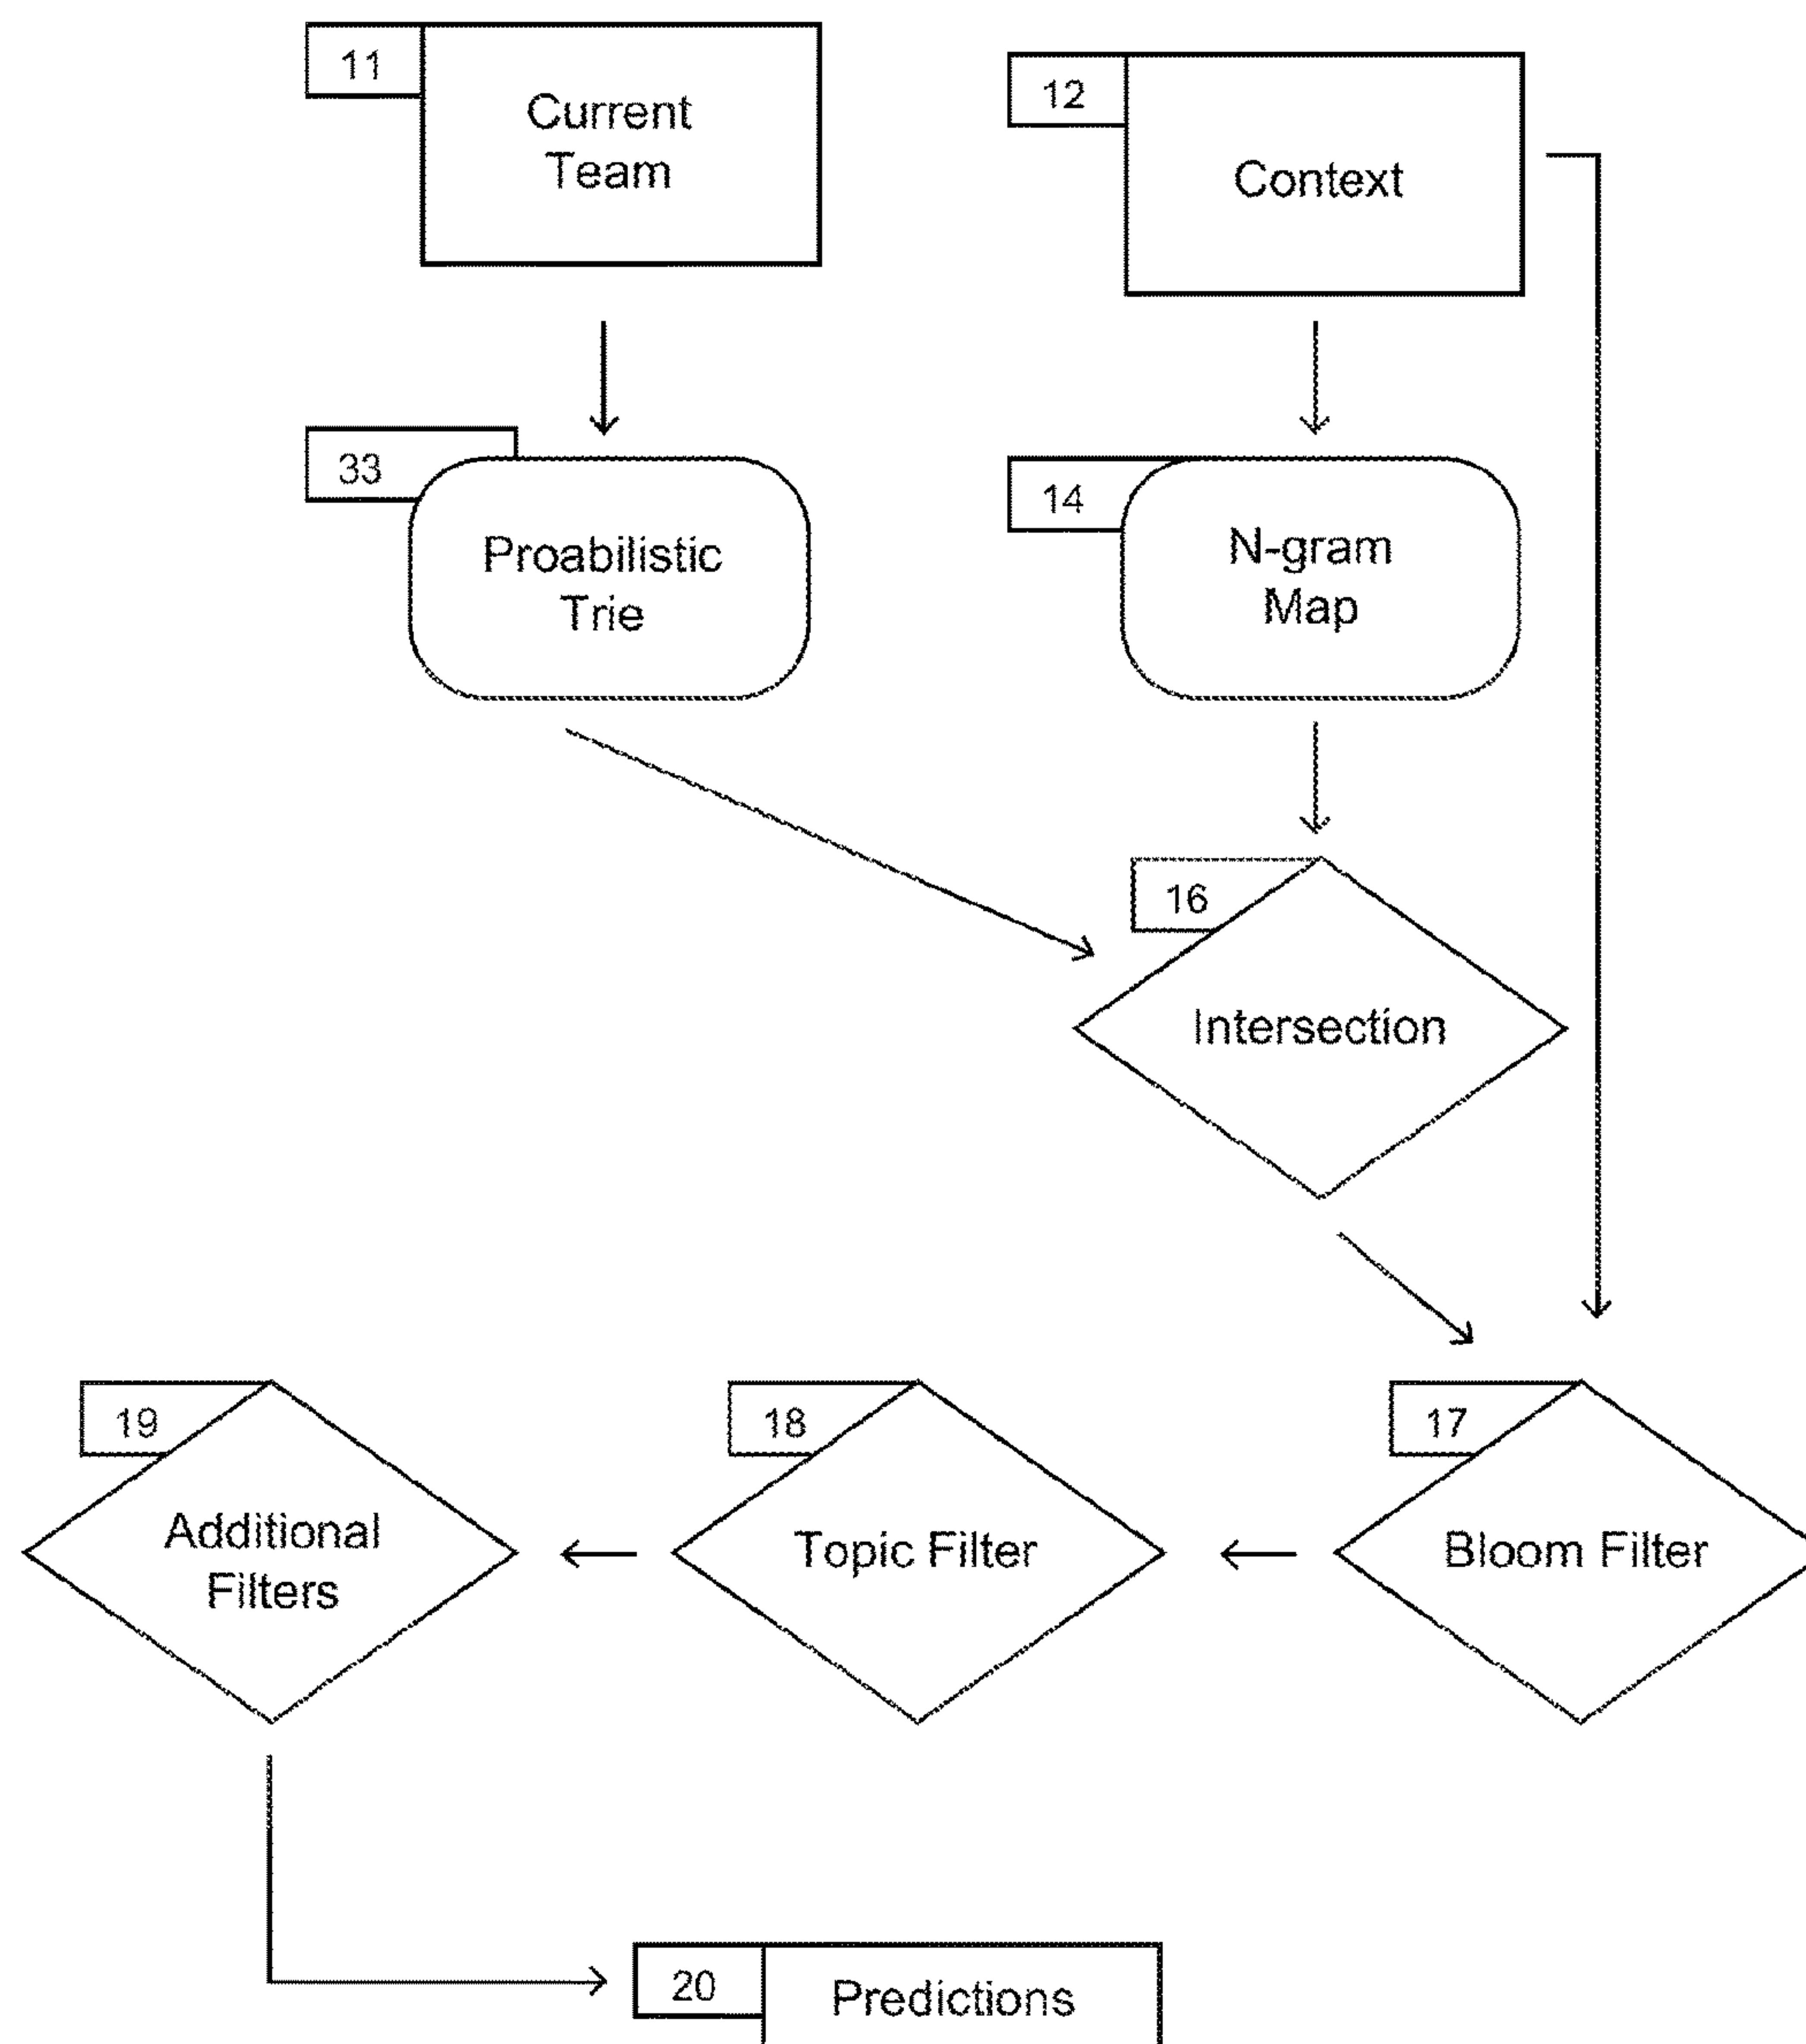 11
Current
Team
12
Context
33
Proabilistic
Trie
14
N-gram
Map
16
Intersection
19
Additional
Filters
18
Topic Filter
17
Bloom Filter
20
Predictions